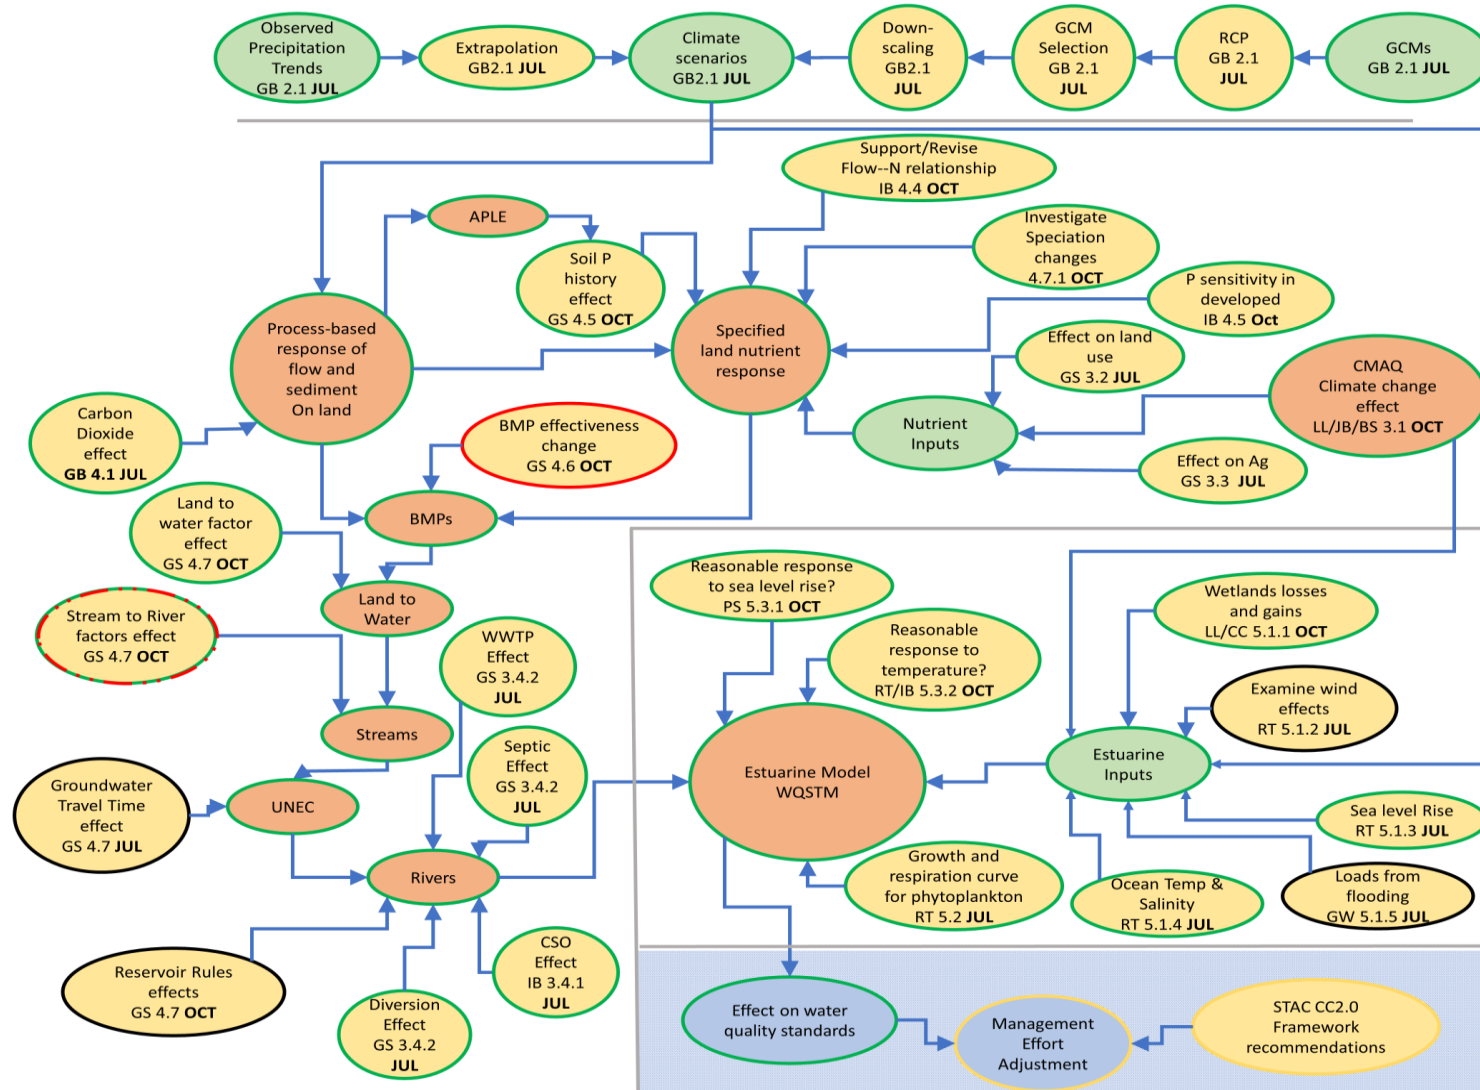 Observed
Precipitation
Trends
GB 2.1 JUL
Extrapolation
GB2.1 JUL
Climate
scenarios
GB2.1 JUL
Down-
scaling
GB2.1
JUL
GCM
Selection
GB 2.1
JUL
RCP
GB 2.1
JUL
GCMs
GB 2.1 JUL
Support/Revise
Flow--N relationship
IB 4.4 OCT
APLE
Investigate
Speciation
changes
4.7.1 OCT
Soil P
history
effect
GS 4.5 OCT
P sensitivity in
developed
IB 4.5 Oct
Process-based
response of
flow and
sediment
On land
Specified
land nutrient
response
Effect on land
use
GS 3.2 JUL
CMAQ
Climate change
effect
LL/JB/BS 3.1 OCT
Carbon
Dioxide
effect
GB 4.1 JUL
BMP effectiveness
change
GS 4.6 OCT
Nutrient
Inputs
Effect on Ag
GS 3.3 JUL
Land to
water factor
effect
GS 4.7 OCT
BMPs
Reasonable response
to sea level rise?
PS 5.3.1 OCT
Wetlands losses
and gains
LL/CC 5.1.1 OCT
Land to
Water
Stream to River
factors effect
GS 4.7 OCT
WWTP
Effect
GS 3.4.2
JUL
Reasonable
response to
temperature?
RT/IB 5.3.2 OCT
Examine wind
effects
RT 5.1.2 JUL
Streams
Septic
Effect
GS 3.4.2
JUL
Estuarine Model
WQSTM
Estuarine
Inputs
Groundwater
Travel Time
effect
GS 4.7 JUL
UNEC
Sea level Rise
RT 5.1.3 JUL
Rivers
Growth and
respiration curve
for phytoplankton
RT 5.2 JUL
Ocean Temp &
Salinity
RT 5.1.4 JUL
Loads from
flooding
GW 5.1.5 JUL
Reservoir Rules
effects
GS 4.7 OCT
Diversion
Effect
GS 3.4.2
JUL
CSO
Effect
IB 3.4.1
JUL
Effect on water
quality standards
Management
Effort
Adjustment
STAC CC2.0
Framework
recommendations